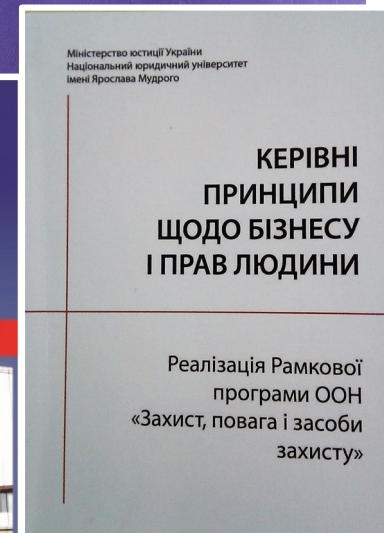 Міністерство юстиції України
Національний юридичний університет
імені Ярослава Мудрого
КЕРІВНІ
ПРИНЦИПИ
ЩОДО БІЗНЕСУ
І ПРАВ ЛЮДИНИ
Реалізація Рамкової
програми ООН
«Захист, повага і засоби
захисту»